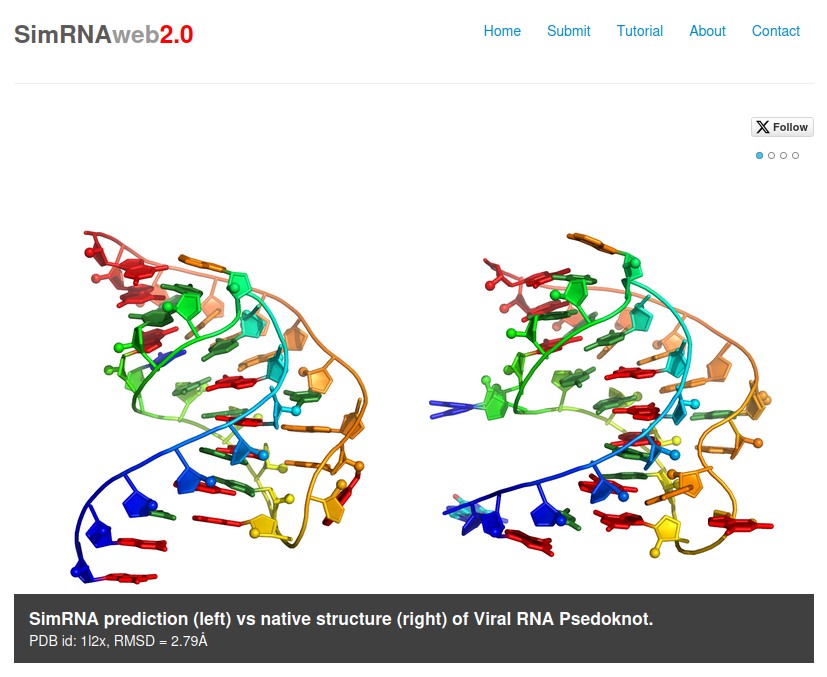 SimRNAweb2.0
Home Submit Tutorial About Contact
Follow
SimRNA prediction (left) vs native structure (right) of Viral RNA Psedoknot.
PDB id: 1l2x, RMSD = 2.79Å